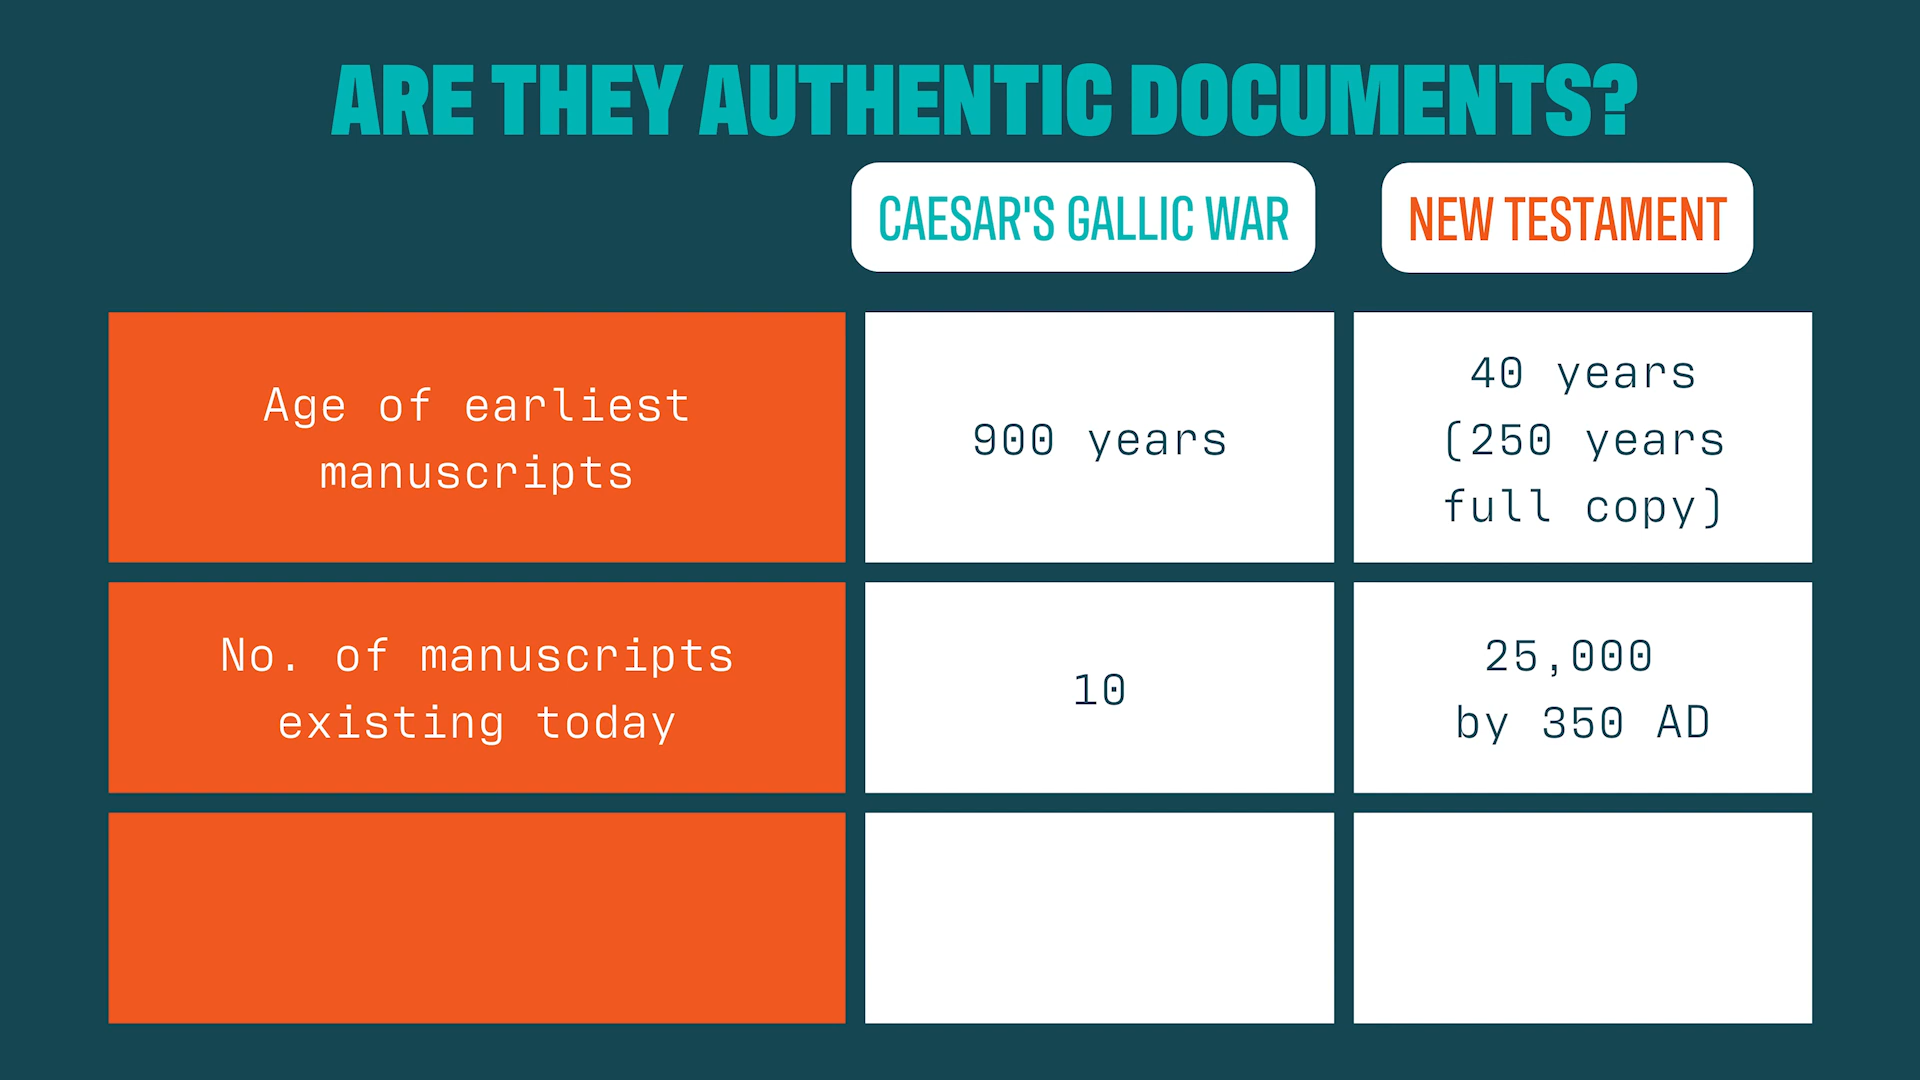 ARE THEY AUTHENTIC DOCUMENTS?
CAESAR'S GALLIC WAR
NEW TESTAMENT
Age of earliest
manuscripts
900 years
40 years
(250 years
full copy)
No. of manuscripts
existing today
10
25,000
by 350 AD